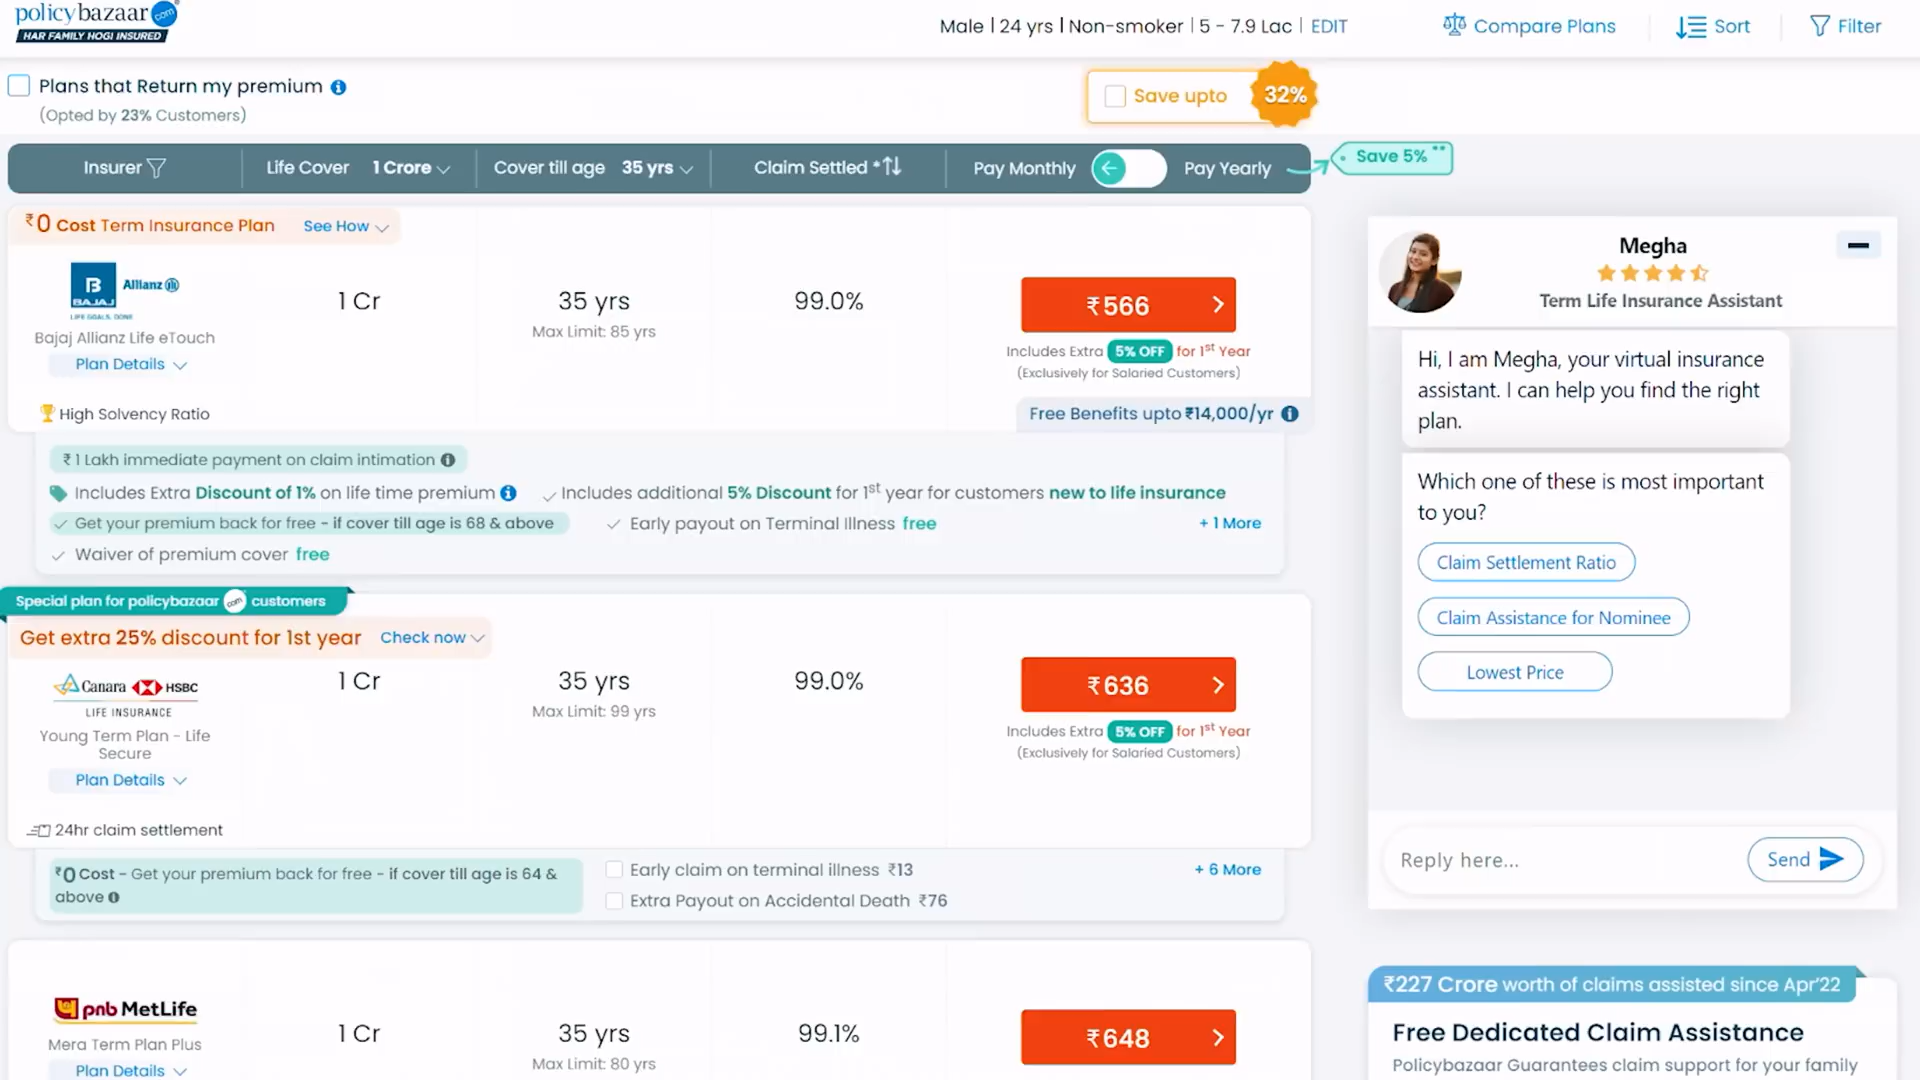 policybazaar.com
HAR FAMILY HOGI INSURED
Male | 24 yrs | Non-smoker | 5 - 7.9 Lac | EDIT
Compare Plans
Sort
Filter
Plans that Return my premium
(Opted by 23% Customers)
Save upto 32%
Insurer
Life Cover 1 Crore
Cover till age 35 yrs
Claim Settled *
Pay Monthly
Pay Yearly
Save 5% **
₹0 Cost Term Insurance Plan See How
BAJAJ Allianz
LIFE GOALS. DONE
Bajaj Allianz Life eTouch
Plan Details
1 Cr
35 yrs
Max Limit: 85 yrs
99.0%
₹566
Includes Extra 5% OFF for 1st Year
(Exclusively for Salaried Customers)
High Solvency Ratio
Free Benefits upto ₹14,000/yr
₹ 1 Lakh immediate payment on claim intimation
Includes Extra Discount of 1% on life time premium
Includes additional 5% Discount for 1st year for customers new to life insurance
Get your premium back for free - if cover till age is 68 & above
Early payout on Terminal Illness free
+ 1 More
Waiver of premium cover free
Special plan for policybazaar.com customers
Get extra 25% discount for 1st year Check now
Canara HSBC
LIFE INSURANCE
Young Term Plan - Life
Secure
Plan Details
1 Cr
35 yrs
Max Limit: 99 yrs
99.0%
₹636
Includes Extra 5% OFF for 1st Year
(Exclusively for Salaried Customers)
24hr claim settlement
₹0 Cost - Get your premium back for free - if cover till age is 64 &
above
Early claim on terminal illness ₹13
+ 6 More
Extra Payout on Accidental Death ₹76
pnb MetLife
Mera Term Plan Plus
Plan Details
1 Cr
35 yrs
Max Limit: 80 yrs
99.1%
₹648
Megha
Term Life Insurance Assistant
Hi, I am Megha, your virtual insurance
assistant. I can help you find the right
plan.
Which one of these is most important
to you?
Claim Settlement Ratio
Claim Assistance for Nominee
Lowest Price
Reply here...
Send
₹227 Crore worth of claims assisted since Apr'22
Free Dedicated Claim Assistance
Policybazaar Guarantees claim support for your family